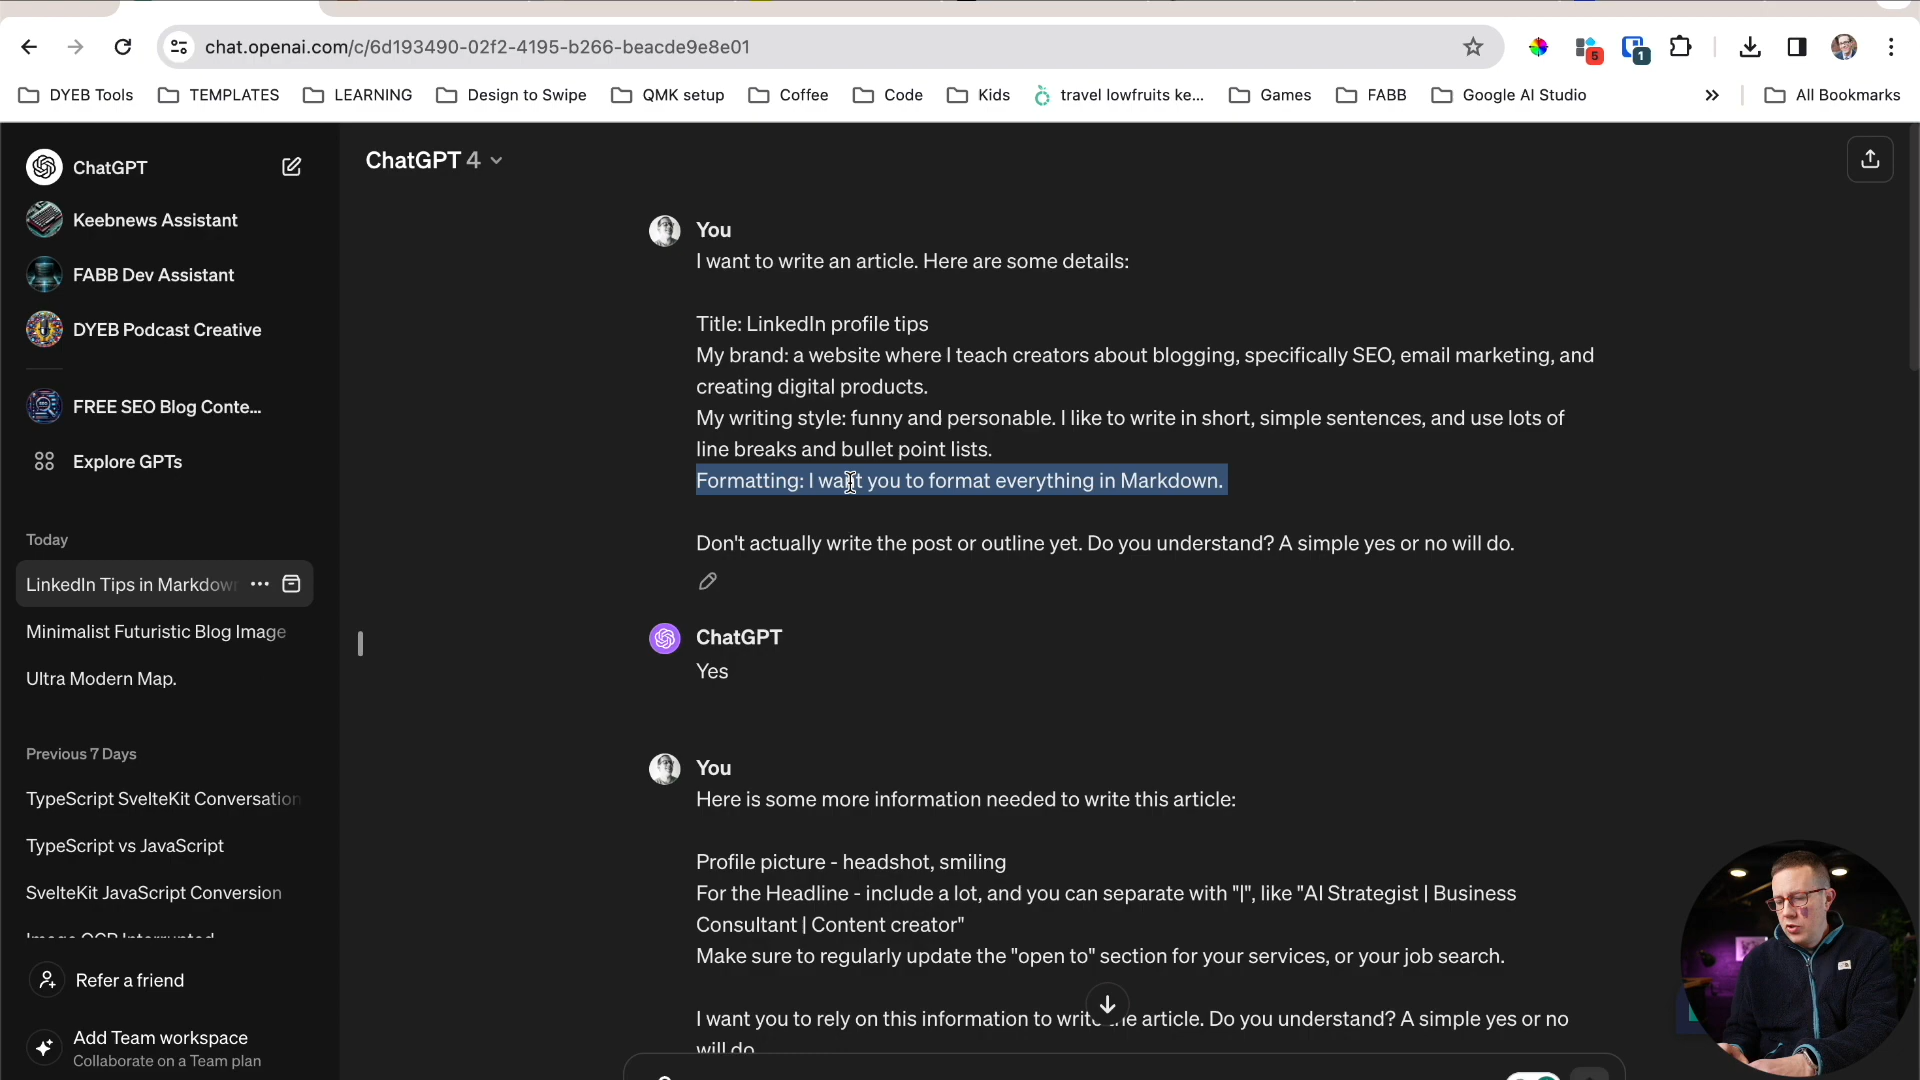 chat.openai.com/c/6d193490-02f2-4195-b266-beacde9e8e01
5
1
DYEB Tools
TEMPLATES
LEARNING
Design to Swipe
QMK setup
Coffee
Code
Kids
travel lowfruits ke...
Games
FABB
Google AI Studio
All Bookmarks
ChatGPT
Keebnews Assistant
FABB Dev Assistant
DYEB Podcast Creative
FREE SEO Blog Conte...
Explore GPTs
Today
LinkedIn Tips in Markdow
Minimalist Futuristic Blog Image
Ultra Modern Map.
Previous 7 Days
TypeScript SvelteKit Conversation
TypeScript vs JavaScript
SvelteKit JavaScript Conversion
Image OCR Interrupted
Refer a friend
Add Team workspace
Collaborate on a Team plan
ChatGPT 4
You
I want to write an article. Here are some details:
Title: LinkedIn profile tips
My brand: a website where I teach creators about blogging, specifically SEO, email marketing, and
creating digital products.
My writing style: funny and personable. I like to write in short, simple sentences, and use lots of
line breaks and bullet point lists.
Formatting: I want you to format everything in Markdown.
Don't actually write the post or outline yet. Do you understand? A simple yes or no will do.
ChatGPT
Yes
You
Here is some more information needed to write this article:
Profile picture - headshot, smiling
For the Headline - include a lot, and you can separate with "|", like "AI Strategist | Business
Consultant | Content creator"
Make sure to regularly update the "open to" section for your services, or your job search.
I want you to rely on this information to write the article. Do you understand? A simple yes or no
will do.